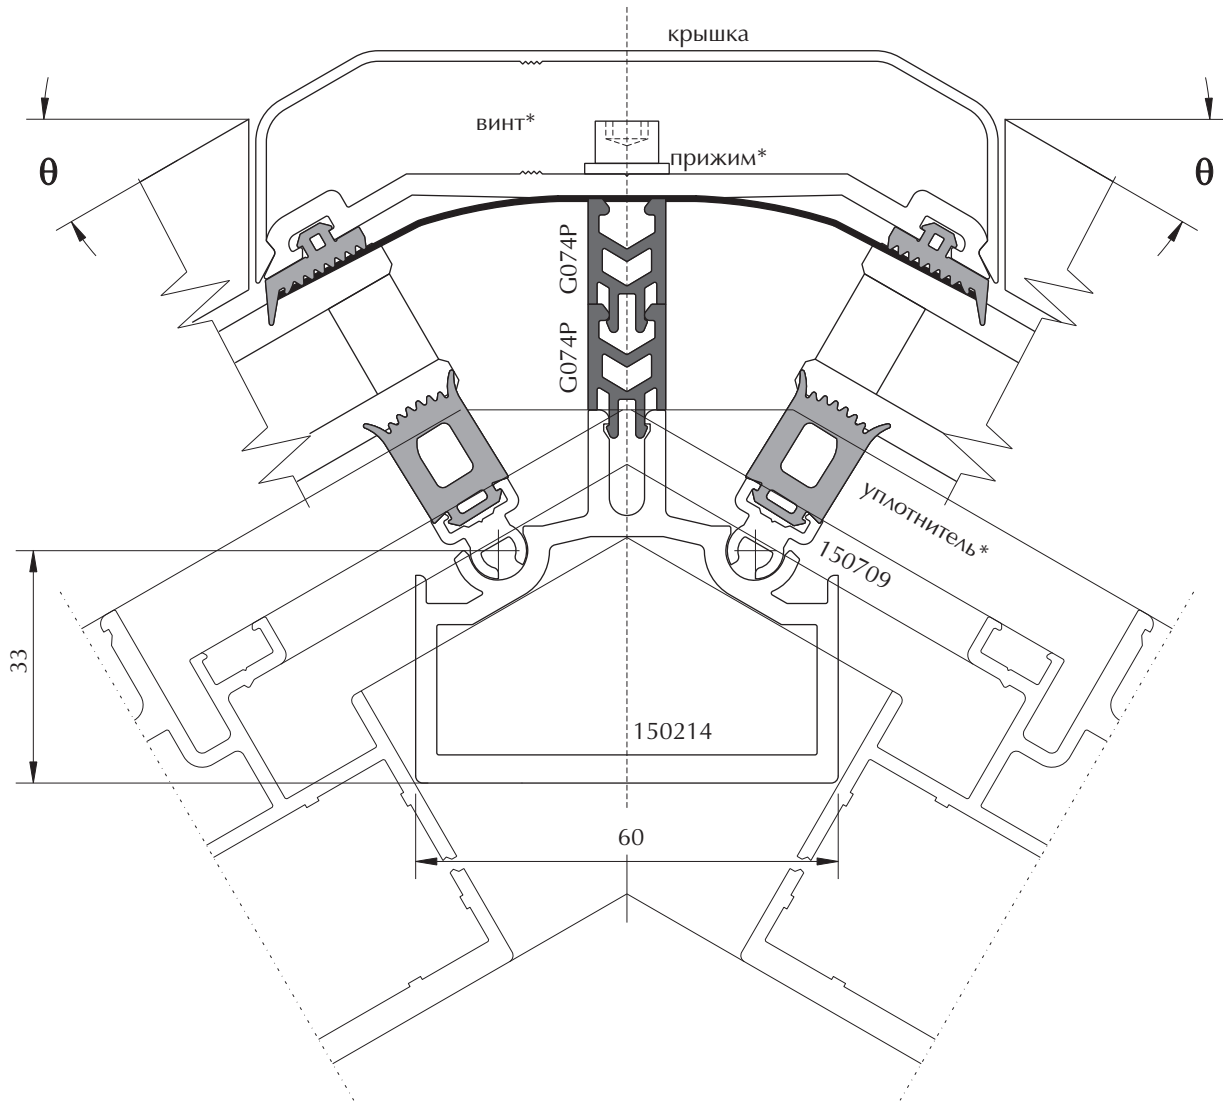 крышка
винт*
прижим*
θ
θ
G074P
G074P
уплотнитель*
150709
33
150214
60